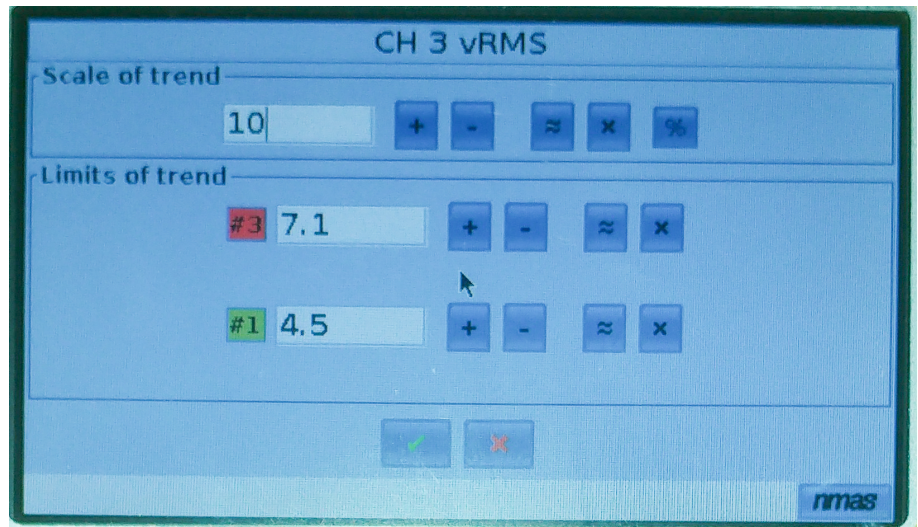 CH 3 vRMS
Scale of trend
10 + - ≈ × %
Limits of trend
#3 7.1 + - ≈ ×
#1 4.5 + - ≈ ×
nmas